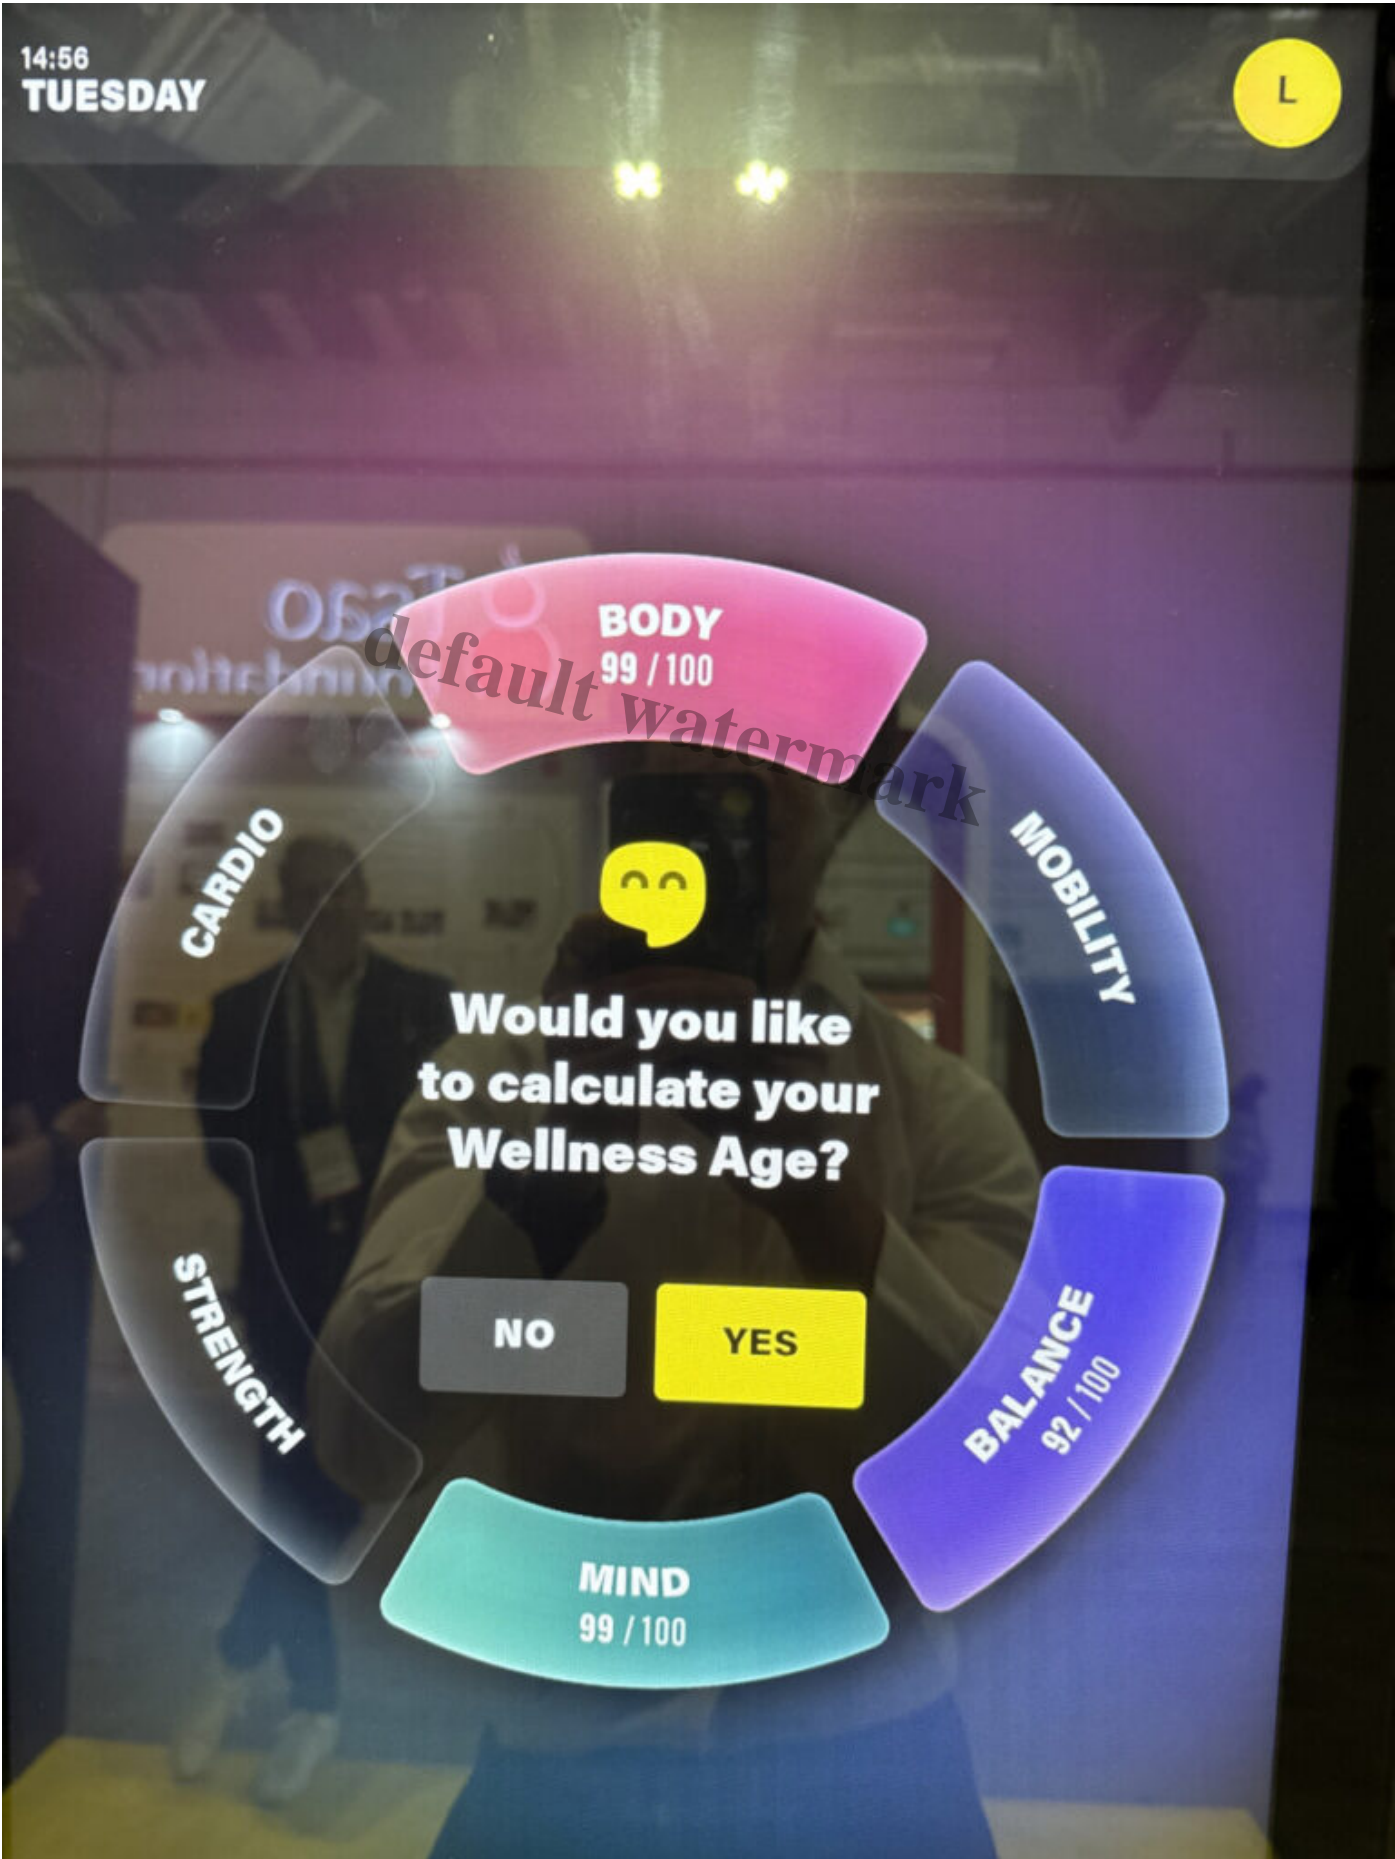 14:56
TUESDAY
L
Tsao
BODY
99 / 100
default watermark
MOBILITY
CARDIO
Would you like
to calculate your
Wellness Age?
NO
YES
BALANCE
92 / 100
STRENGTH
MIND
99 / 100